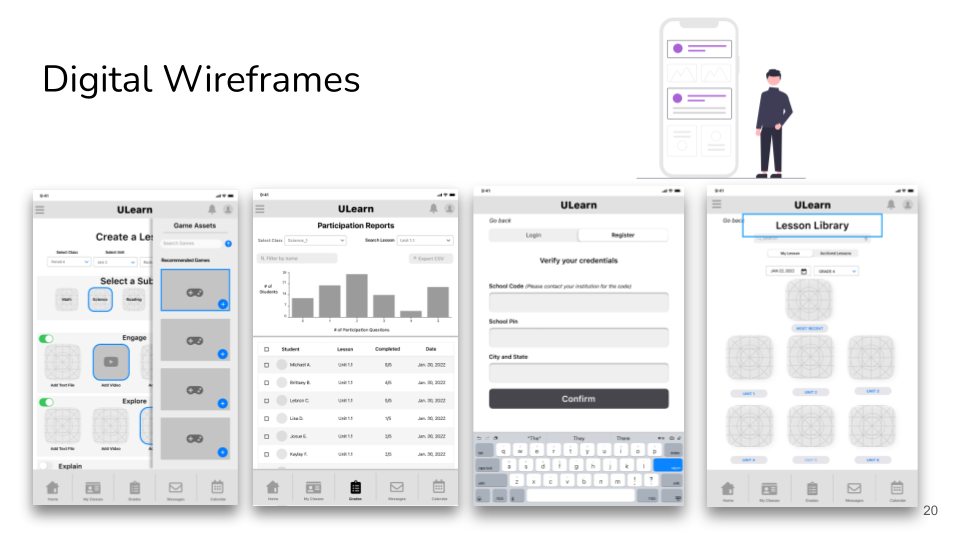 Digital Wireframes
9:41
ULearn
Create a Les
Select Class
Select Unit
Period 4
Unit 3
Select a Sub
Math
Science
Reading
Engage
Add Text File
Add Video
Explore
Add Text File
Add Video
Explain
Game Assets
Search Games
Recommended Games
Home
My Classes
Grades
Messages
Calendar
9:41
ULearn
Participation Reports
Select Class
Science_1
Search Lesson
Unit 1.1
Filter by name
Export CSV
# of
Students
0
1
2
3
4
5
# of Participation Questions
Student
Lesson
Completed
Date
Michael A.
Unit 1.1
5/5
Jan. 30, 2022
Brittany B.
Unit 1.1
4/5
Jan. 30, 2022
Lebron C.
Unit 1.1
5/5
Jan. 30, 2022
Lisa D.
Unit 1.1
1/5
Jan. 30, 2022
Josue E.
Unit 1.1
2/5
Jan. 30, 2022
Kayley F.
Unit 1.1
2/5
Jan. 30, 2022
Home
My Classes
Grades
Messages
Calendar
9:41
ULearn
Go back
Login
Register
Verify your credentials
School Code (Please contact your institution for the code)
School Pin
City and State
Confirm
"The"
They
There
q w e r t y u i o p
a s d f g h j k l
z x c v b n m ! ?
9:41
ULearn
Go back
Lesson Library
My Lesson
Archived Lessons
JAN 22, 2022
GRADE 4
MOST RECENT
UNIT 1
UNIT 2
UNIT 3
UNIT 4
UNIT 5
UNIT 6
Home
My Classes
Grades
Messages
Calendar
20